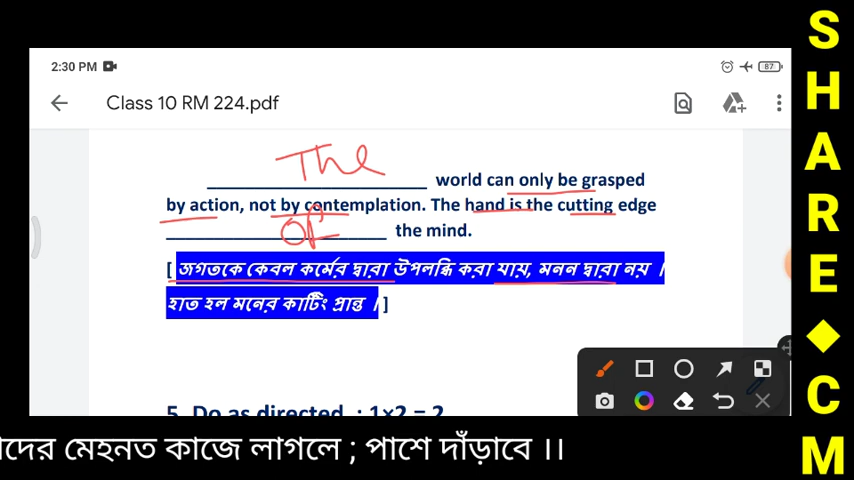 2:30 PM
87
Class 10 RM 224.pdf
The
world can only be grasped
by action, not by contemplation. The hand is the cutting edge
of
the mind.
[ জগতকে কেবল কর্মের দ্বারা উপলব্ধি করা যায়, মনন দ্বারা নয় ।
হাত হল মনের কাটিং প্রান্ত । ]
5. Do as directed : 1×2 = 2
াদের মেহনত কাজে লাগলে ; পাশে দাঁড়াবে ।।
SHARE◆CM